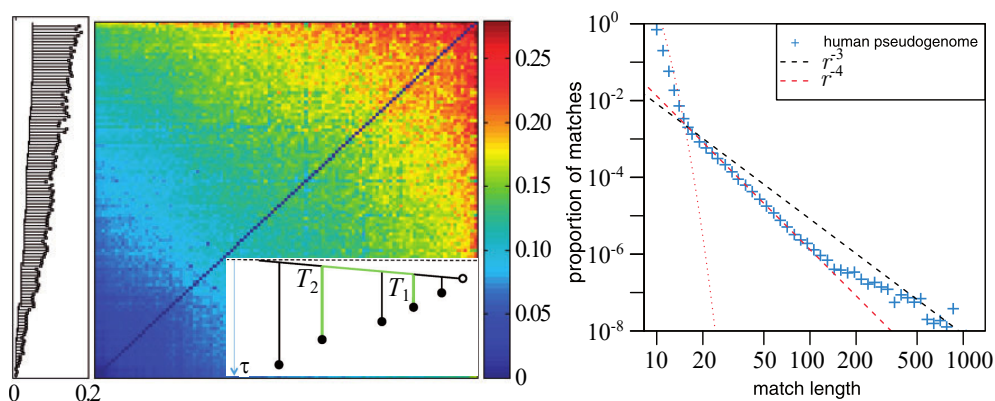 0
0.2
T₂
T₁
τ
0.25
0.20
0.15
0.10
0.05
0
proportion of matches
10⁰
10⁻²
10⁻⁴
10⁻⁶
10⁻⁸
human pseudogenome
r⁻³
r⁻⁴
10 20 50 100 200 500 1000
match length